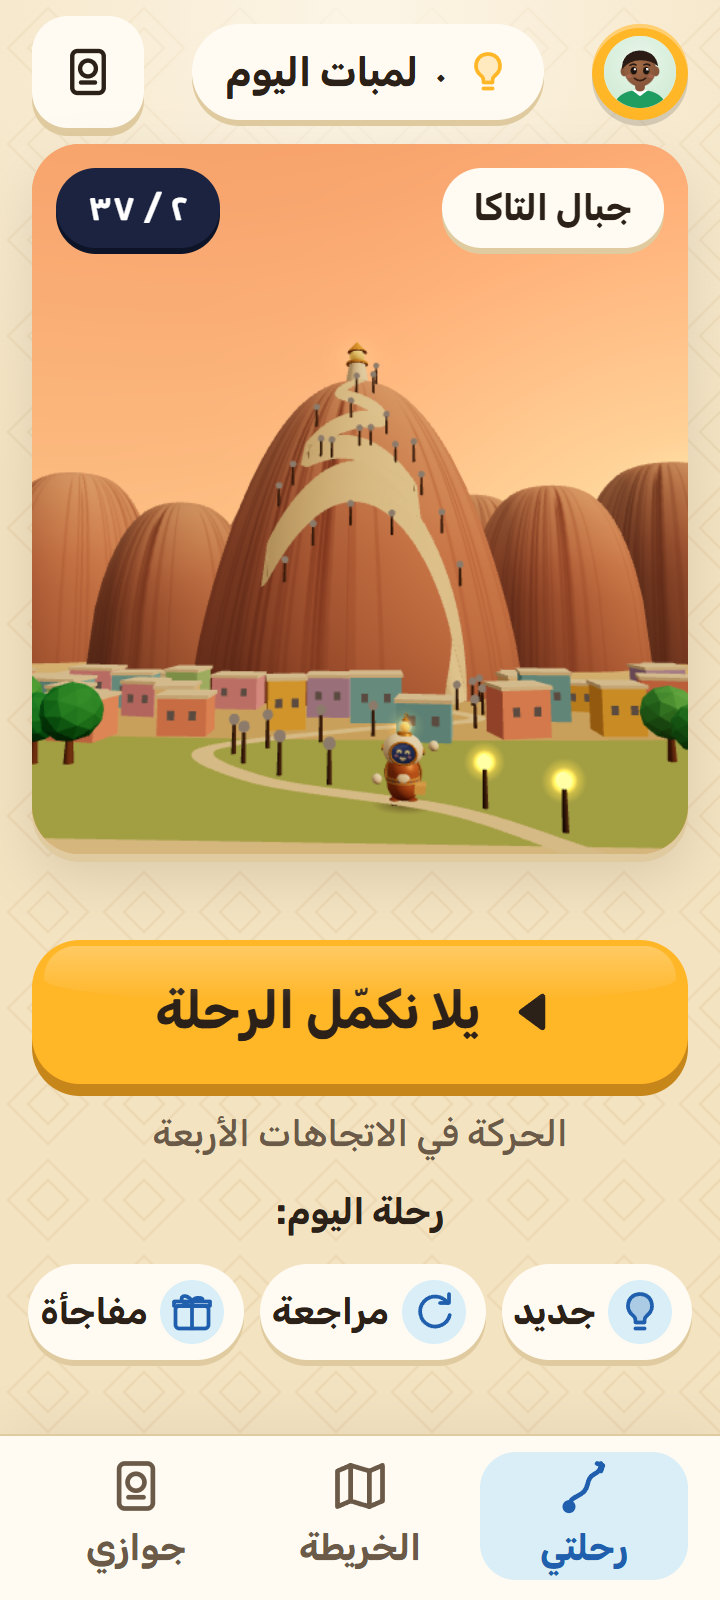 ٠ لمبات اليوم
جبال التاكا
٢ / ٣٧
يلا نكمّل الرحلة
الحركة في الاتجاهات الأربعة
رحلة اليوم:
جديد
مراجعة
مفاجأة
رحلتي
الخريطة
جوازي